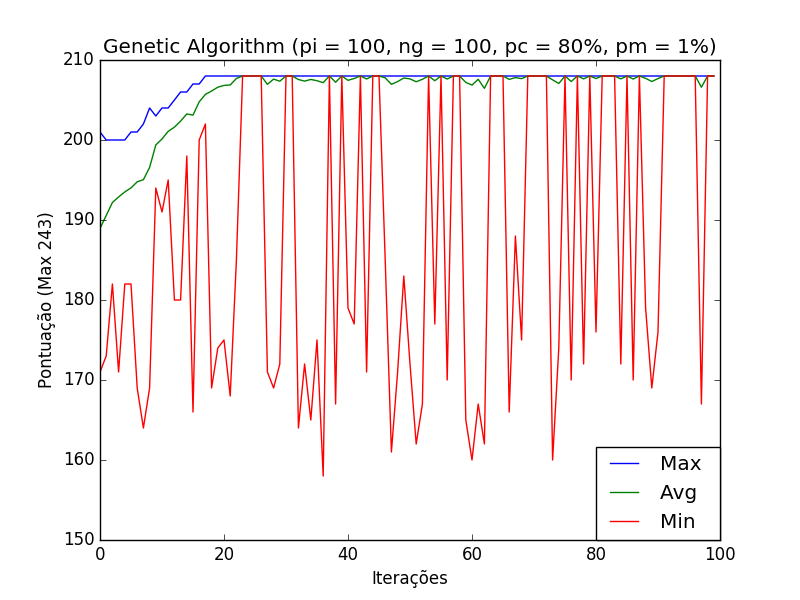 Genetic Algorithm (pi = 100, ng = 100, pc = 80%, pm = 1%)
210
200
190
180
170
160
150
Pontuação (Max 243)
Max
Avg
Min
0 20 40 60 80 100
Iterações